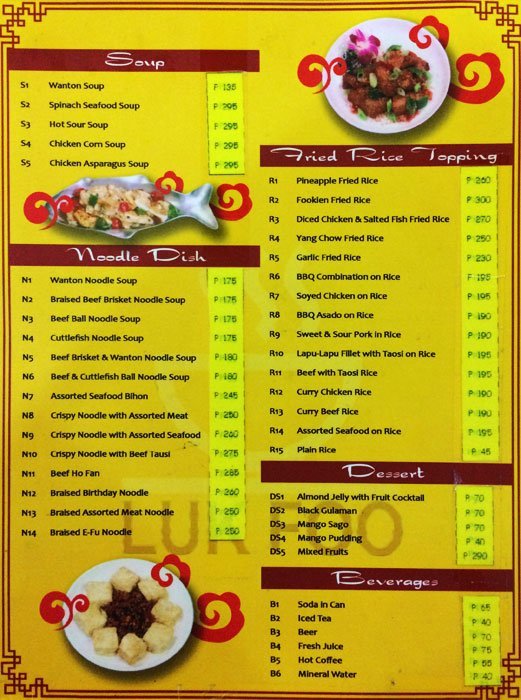 Soup
S1 Wanton Soup P 135
S2 Spinach Seafood Soup P 295
S3 Hot Sour Soup P 295
S4 Chicken Corn Soup P 295
S5 Chicken Asparagus Soup P 295
Noodle Dish
N1 Wanton Noodle Soup P 175
N2 Braised Beef Brisket Noodle Soup P 175
N3 Beef Ball Noodle Soup P 175
N4 Cuttlefish Noodle Soup P 175
N5 Beef Brisket & Wanton Noodle Soup P 180
N6 Beef & Cuttlefish Ball Noodle Soup P 180
N7 Assorted Seafood Bihon P 245
N8 Crispy Noodle with Assorted Meat P 250
N9 Crispy Noodle with Assorted Seafood P 260
N10 Crispy Noodle with Beef Tausi P 275
N11 Beef Ho Fan P 285
N12 Braised Birthday Noodle P 260
N13 Braised Assorted Meat Noodle P 250
N14 Braised E-Fu Noodle P 250
Fried Rice Topping
R1 Pineapple Fried Rice P 260
R2 Fookien Fried Rice P 300
R3 Diced Chicken & Salted Fish Fried Rice P 270
R4 Yang Chow Fried Rice P 250
R5 Garlic Fried Rice P 230
R6 BBQ Combination on Rice P 195
R7 Soyed Chicken on Rice P 195
R8 BBQ Asado on Rice P 190
R9 Sweet & Sour Pork in Rice P 190
R10 Lapu-Lapu Fillet with Taosi on Rice P 195
R11 Beef with Taosi Rice P 195
R12 Curry Chicken Rice P 190
R13 Curry Beef Rice P 190
R14 Assorted Seafood on Rice P 195
R15 Plain Rice P 45
Dessert
DS1 Almond Jelly with Fruit Cocktail P 70
DS2 Black Gulaman P 70
DS3 Mango Sago P 70
DS4 Mango Pudding P 40
DS5 Mixed Fruits P 290
Beverages
B1 Soda in Can P 65
B2 Iced Tea P 40
B3 Beer P 70
B4 Fresh Juice P 75
B5 Hot Coffee P 55
B6 Mineral Water P 40